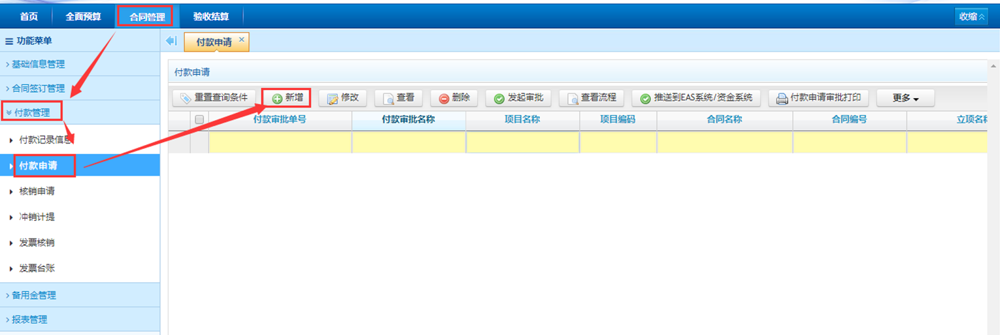 首页 全面预算 合同管理 验收结算 收缩
功能菜单 付款申请
基础信息管理
付款申请
合同签订管理
重置查询条件 新增 修改 查看 删除 发起审批 查看流程 推送到EAS系统/资金系统 付款申请审批打印 更多
付款管理
付款审批单号 付款审批名称 项目名称 项目编码 合同名称 合同编号 立项名称
付款记录信息
付款申请
核销申请
冲销计提
发票核销
发票台账
备用金管理
报表管理